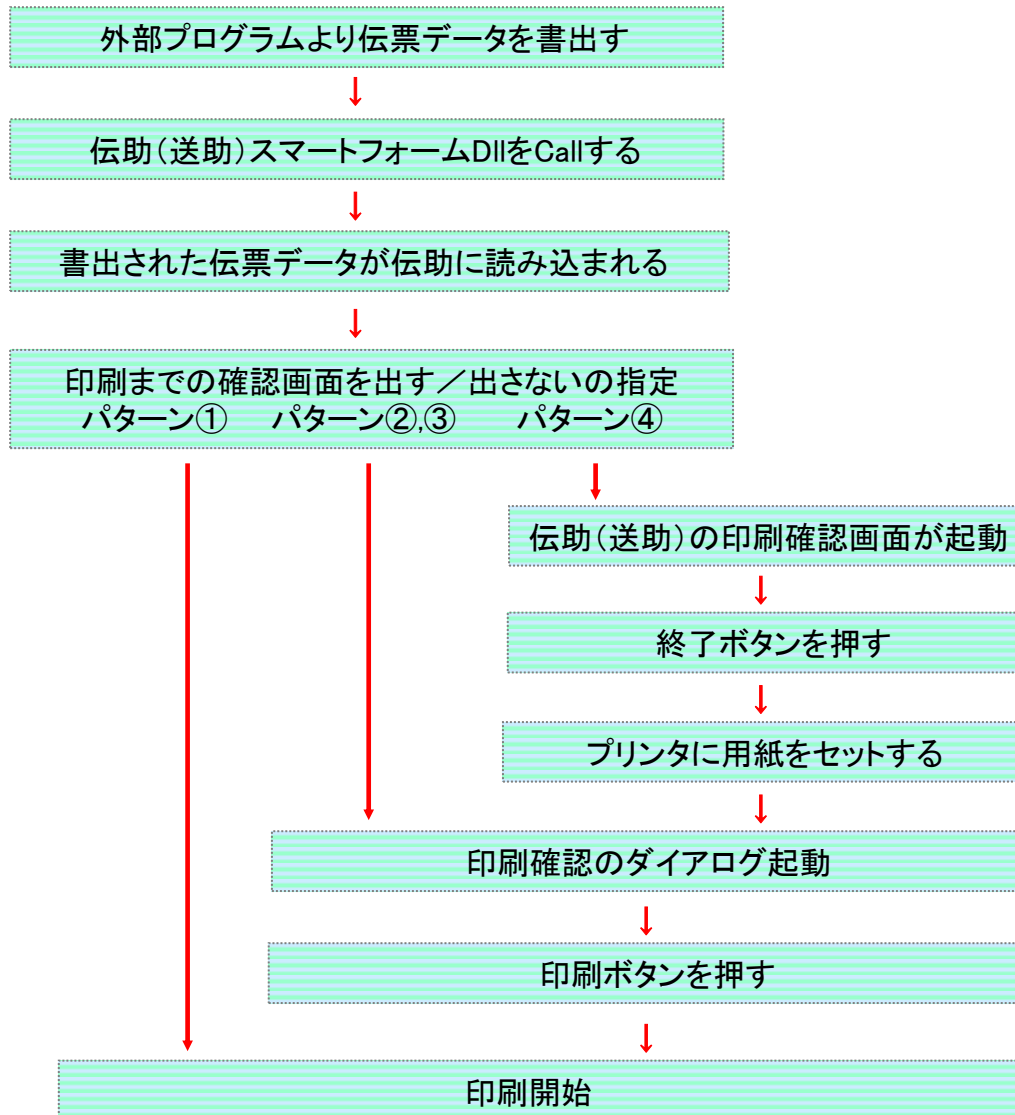 外部プログラムより伝票データを書出す
↓
伝助（送助）スマートフォームDllをCallする
↓
書出された伝票データが伝助に読み込まれる
↓
印刷までの確認画面を出す／出さないの指定
パターン① パターン②,③ パターン④
伝助（送助）の印刷確認画面が起動
↓
終了ボタンを押す
↓
プリンタに用紙をセットする
↓
印刷確認のダイアログ起動
↓
印刷ボタンを押す
↓
印刷開始